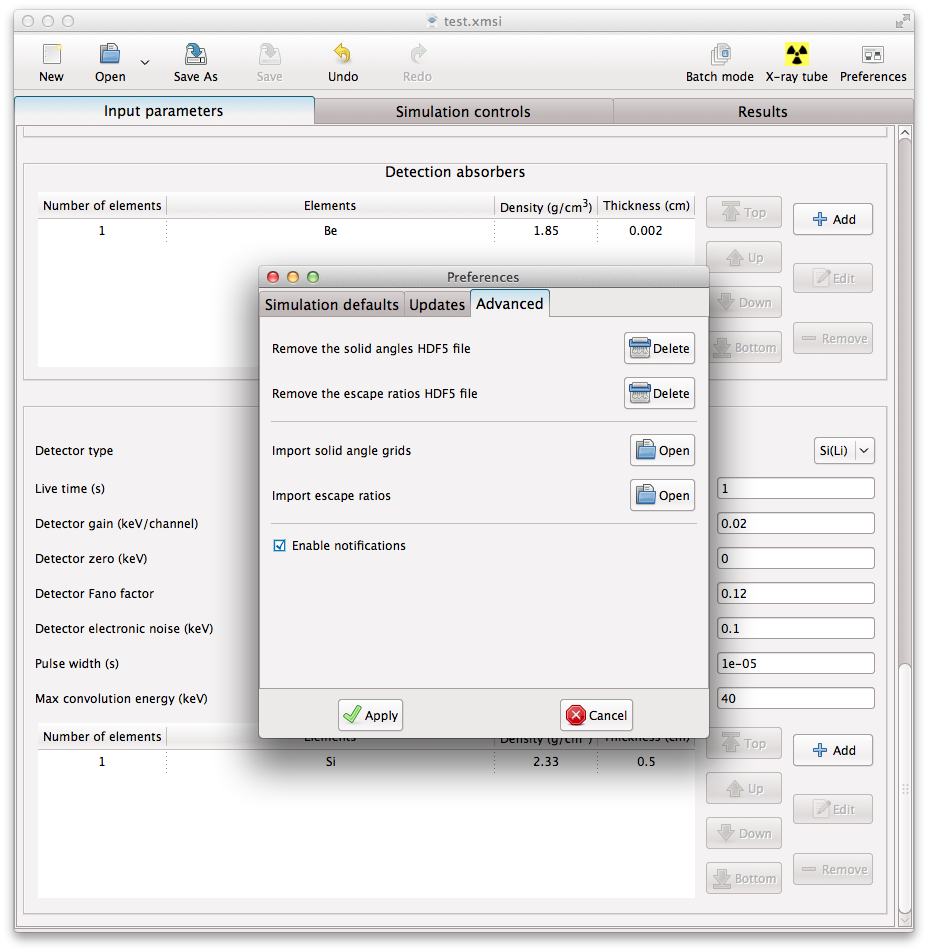 test.xmsi
New Open Save As Save Undo Redo Batch mode X-ray tube Preferences
Input parameters Simulation controls Results
Detection absorbers
Number of elements Elements Density (g/cm3) Thickness (cm)
1 Be 1.85 0.002
Top
Add
Up
Edit
Down
Remove
Bottom
Preferences
Simulation defaults Updates Advanced
Remove the solid angles HDF5 file Delete
Remove the escape ratios HDF5 file Delete
Import solid angle grids Open
Import escape ratios Open
Enable notifications
Apply Cancel
Detector type Si(Li)
Live time (s) 1
Detector gain (keV/channel) 0.02
Detector zero (keV) 0
Detector Fano factor 0.12
Detector electronic noise (keV) 0.1
Pulse width (s) 1e-05
Max convolution energy (keV) 40
Number of elements Elements Density (g/cm3) Thickness (cm)
1 Si 2.33 0.5
Top
Add
Up
Edit
Down
Remove
Bottom